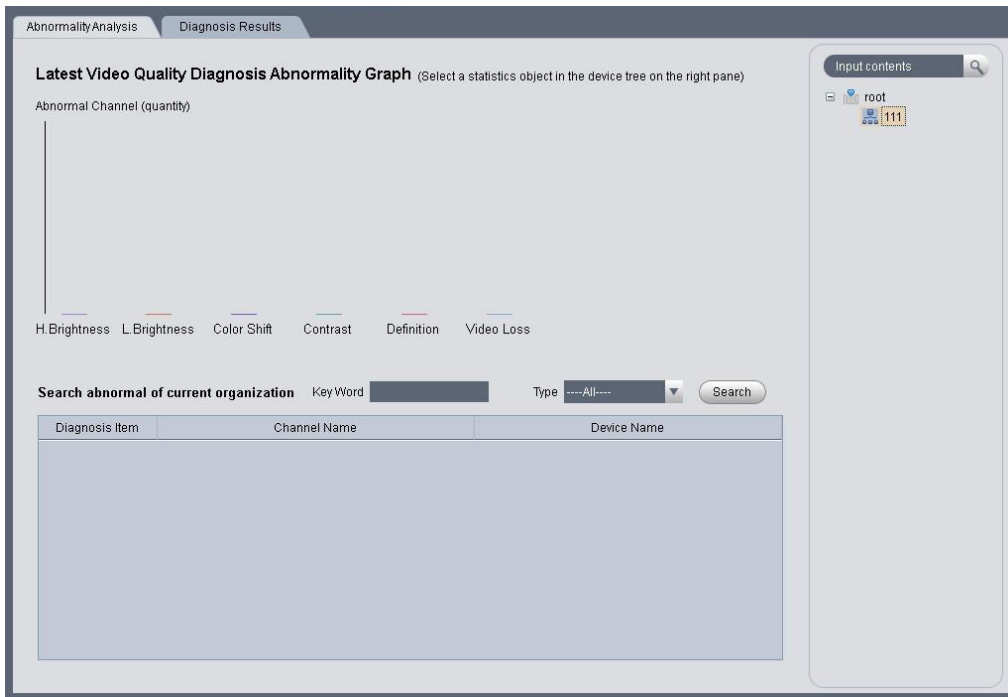 Abnormality Analysis Diagnosis Results
Latest Video Quality Diagnosis Abnormality Graph (Select a statistics object in the device tree on the right pane)
Abnormal Channel (quantity)
H.Brightness L.Brightness Color Shift Contrast Definition Video Loss
Search abnormal of current organization Key Word Type ----All---- Search
Diagnosis Item Channel Name Device Name
Input contents
root
111